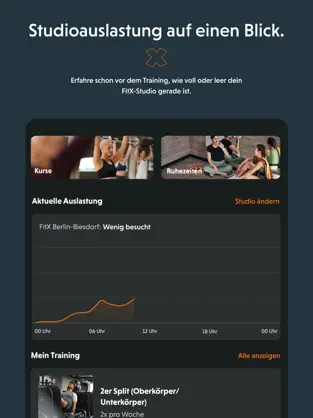 Studioauslastung auf einen Blick.
Erfahre schon vor dem Training, wie voll oder leer dein
FitX-Studio gerade ist.
Kurse
Ruhezeiten
Aktuelle Auslastung
Studio ändern
FitX Berlin-Biesdorf: Wenig besucht
00 Uhr
06 Uhr
12 Uhr
18 Uhr
00 Uhr
Mein Training
Alle anzeigen
2er Split (Oberkörper/
Unterkörper)
2x pro Woche